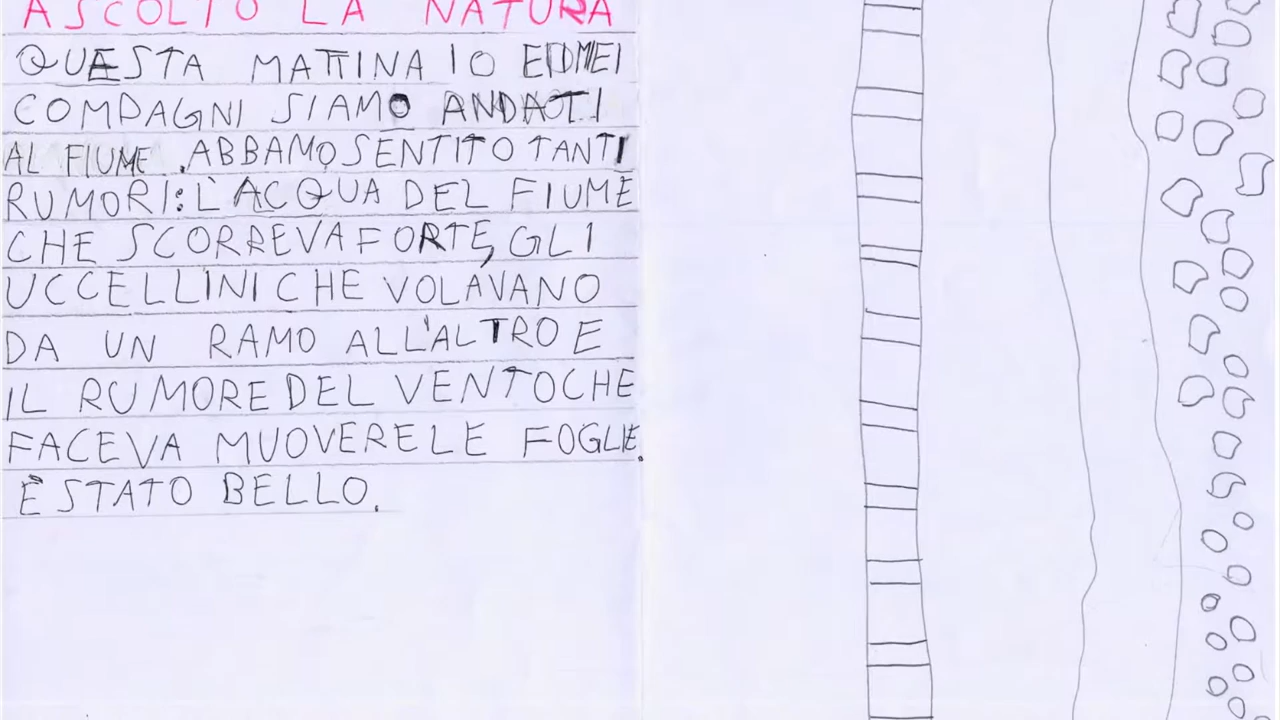 ASCOLTO LA NATURA
QUESTA MATTINA IO ED I MIEI
COMPAGNI SIAMO ANDATI
AL FIUME. ABBAMO SENTITO TANTI
RUMORI: L'ACQUA DEL FIUME
CHE SCORREVA FORTE, GLI
UCCELLINI CHE VOLAVANO
DA UN RAMO ALL'ALTRO E
IL RUMORE DEL VENTO CHE
FACEVA MUOVERE LE FOGLIE.
È STATO BELLO.